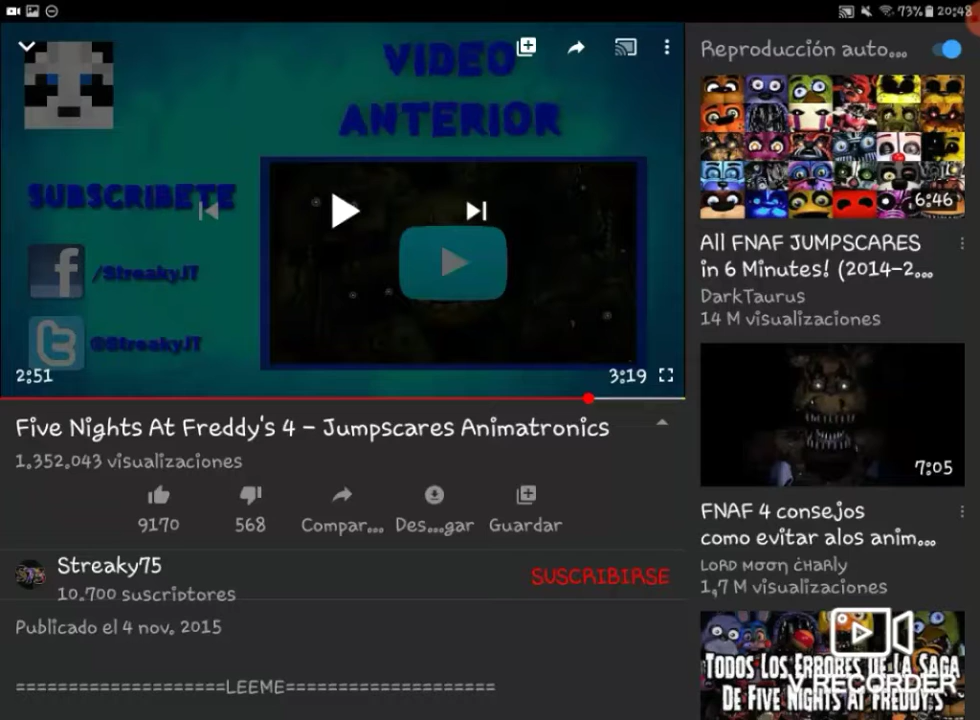 73% 20:48
VIDEO
ANTERIOR
SUBSCRIBETE
/StreakyJT
@StreakyJT
2:51
3:19
Five Nights At Freddy's 4 – Jumpscares Animatronics
1.352.043 visualizaciones
9170
568
Compar...
Des...gar
Guardar
Streaky75
10.700 suscriptores
SUSCRIBIRSE
Publicado el 4 nov. 2015
====================LEEME====================
Reproducción auto...
6:46
All FNAF JUMPSCARES
in 6 Minutes! (2014-2...
DarkTaurus
14 M visualizaciones
7:05
FNAF 4 consejos
como evitar alos anim...
LORD MOON CHARLY
1,7 M visualizaciones
TODOS LOS ERRORES DE LA SAGA
DE FIVE NIGHTS AT FREDDY'S
V RECORDER